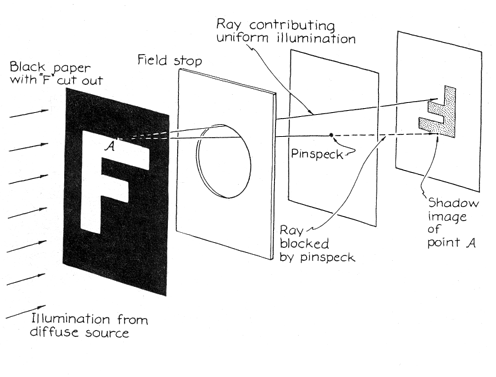 Ray contributing
uniform illumination
Field stop
Black paper
with "F" cut out
A
Pinspeck
Shadow
image
of
point A
Ray
blocked
by pinspeck
Illumination from
diffuse source